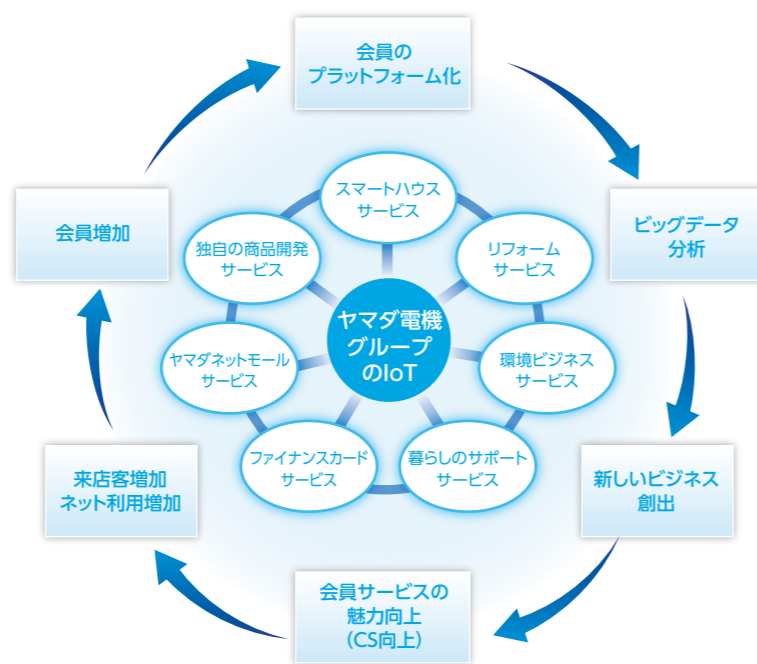 会員の
プラットフォーム化
ビッグデータ
分析
新しいビジネス
創出
会員サービスの
魅力向上
（CS向上）
来店客増加
ネット利用増加
会員増加
スマートハウス
サービス
リフォーム
サービス
環境ビジネス
サービス
暮らしのサポート
サービス
ファイナンスカード
サービス
ヤマダネットモール
サービス
独自の商品開発
サービス
ヤマダ電機
グループ
のIoT